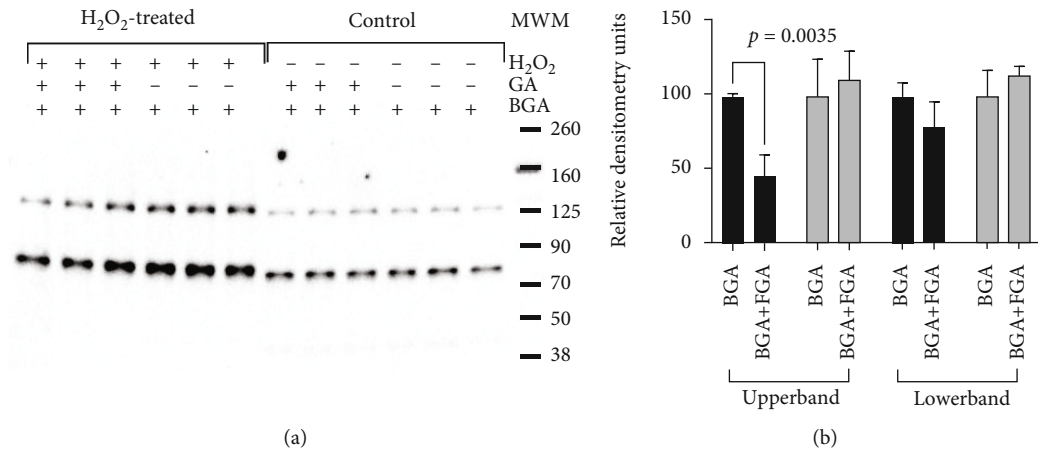 H₂O₂-treated Control MWM
+ + + + + + − − − − − − H₂O₂
+ + + − − − + + + − − − GA
+ + + + + + + + + + + + BGA
260
160
125
90
70
50
38
(a)
150
100
50
0
Relative densitometry units
p = 0.0035
BGA
BGA+FGA
BGA
BGA+FGA
BGA
BGA+FGA
BGA
BGA+FGA
Upperband Lowerband
(b)